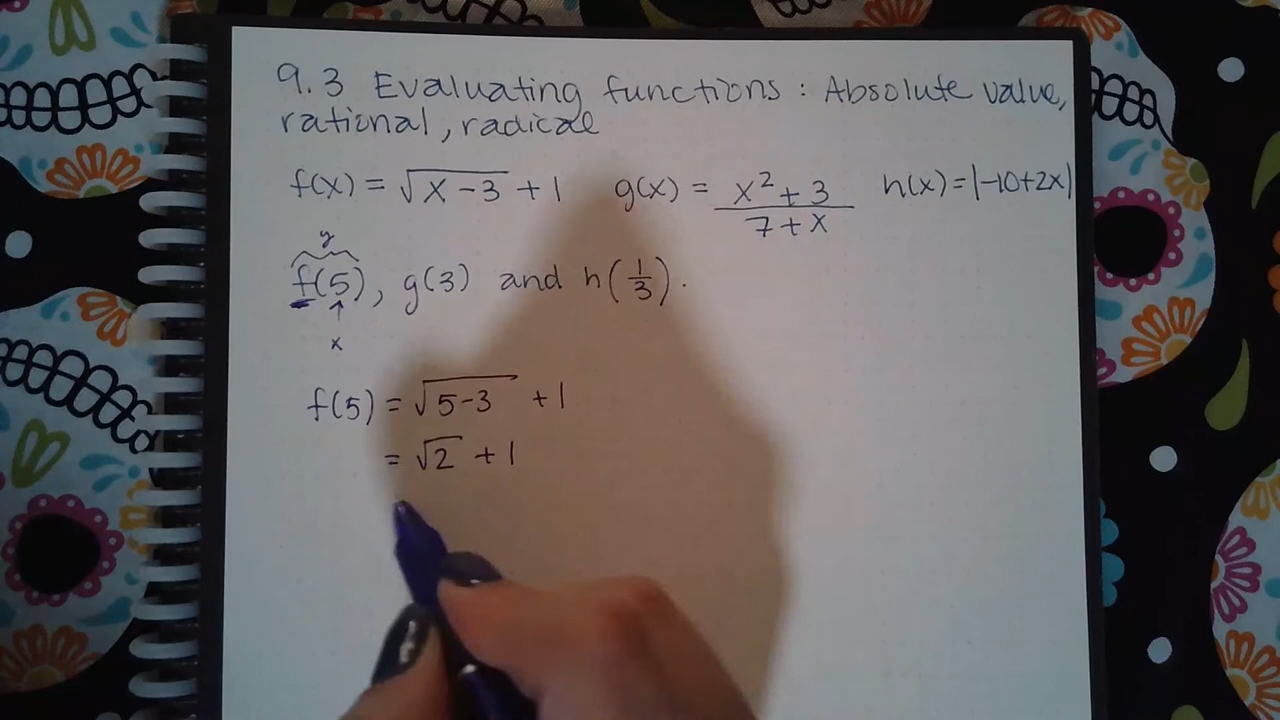 9.3 Evaluating functions : Absolute value,
rational, radical
f(x) = √(x-3) + 1 g(x) = (x² + 3)/(7 + x) h(x) = |-10+2x|
y
f(5), g(3) and h(1/3).
↑
x
f(5) = √(5-3) + 1
= √2 + 1